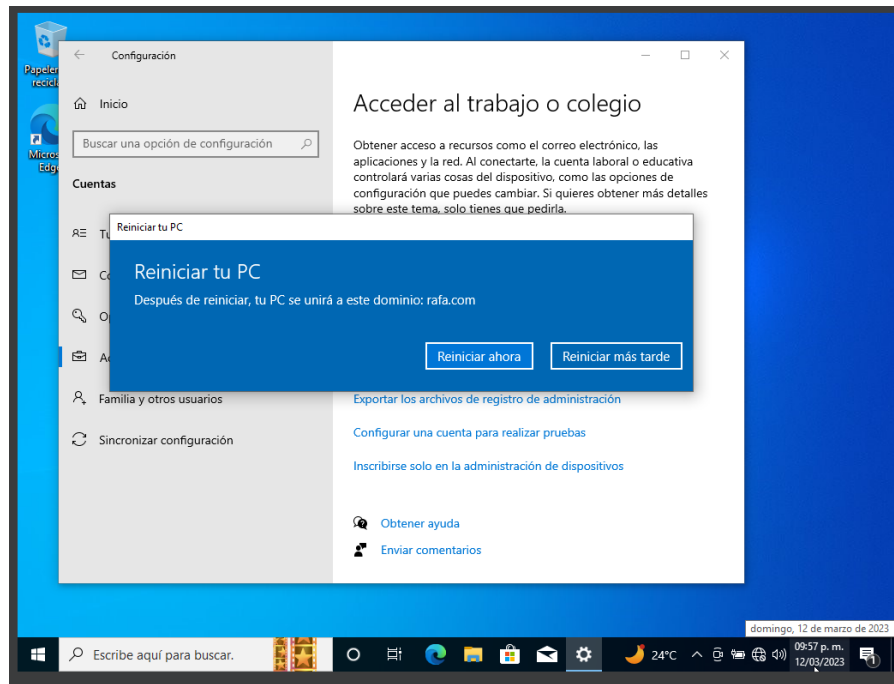 Papeler
recicl
Micros
Edg
Configuración
Inicio
Buscar una opción de configuración
Cuentas
Tu
Co
O
Ac
Familia y otros usuarios
Sincronizar configuración
Acceder al trabajo o colegio
Obtener acceso a recursos como el correo electrónico, las
aplicaciones y la red. Al conectarte, la cuenta laboral o educativa
controlará varias cosas del dispositivo, como las opciones de
configuración que puedes cambiar. Si quieres obtener más detalles
sobre este tema, solo tienes que pedirla.
Reiniciar tu PC
Reiniciar tu PC
Después de reiniciar, tu PC se unirá a este dominio: rafa.com
Reiniciar ahora
Reiniciar más tarde
Exportar los archivos de registro de administración
Configurar una cuenta para realizar pruebas
Inscribirse solo en la administración de dispositivos
Obtener ayuda
Enviar comentarios
domingo, 12 de marzo de 2023
Escribe aquí para buscar.
24°C
09:57 p. m.
12/03/2023
1